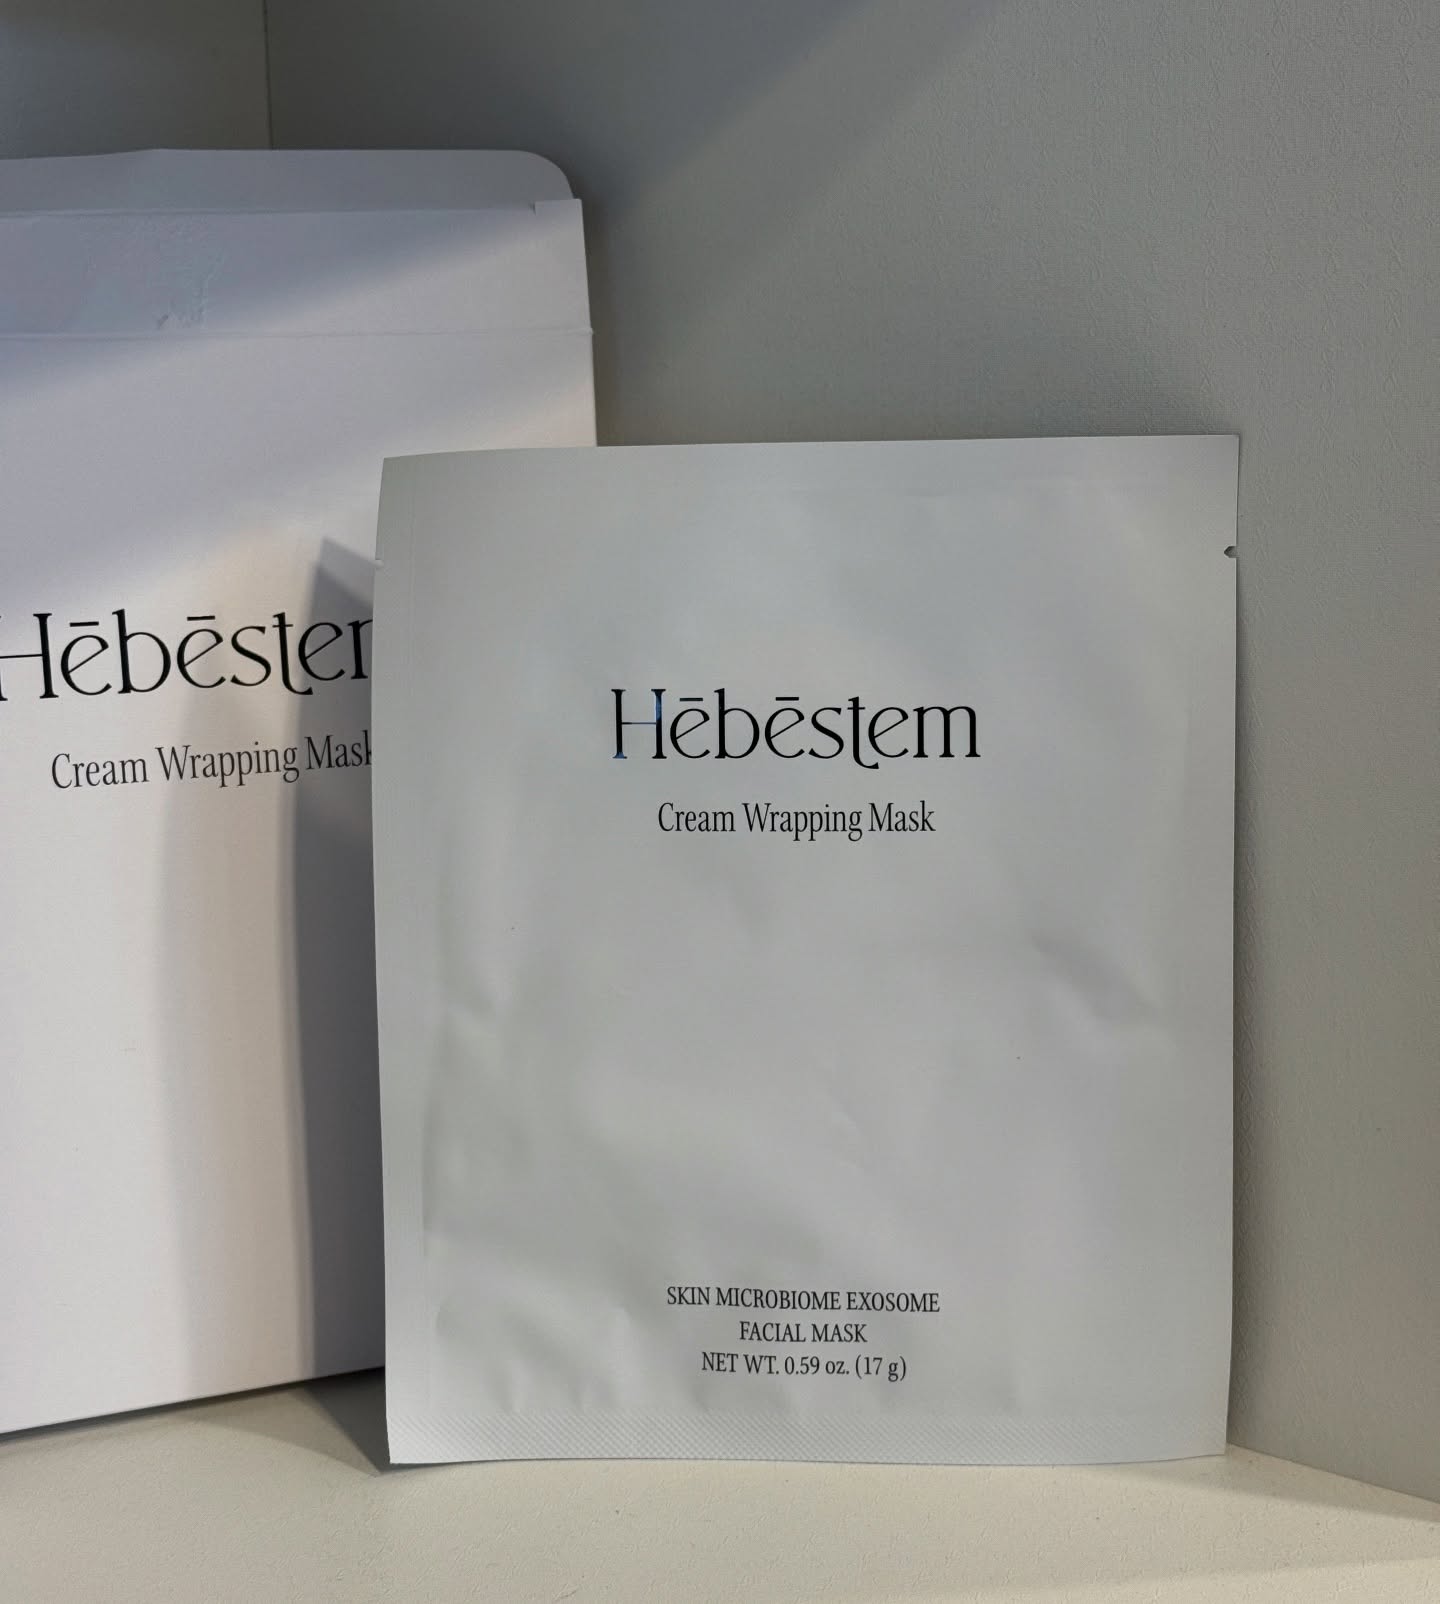 Hēbēstem
Cream Wrapping Mask
Hēbēstem
Cream Wrapping Mask
SKIN MICROBIOME EXOSOME
FACIAL MASK
NET WT. 0.59 oz. (17 g)